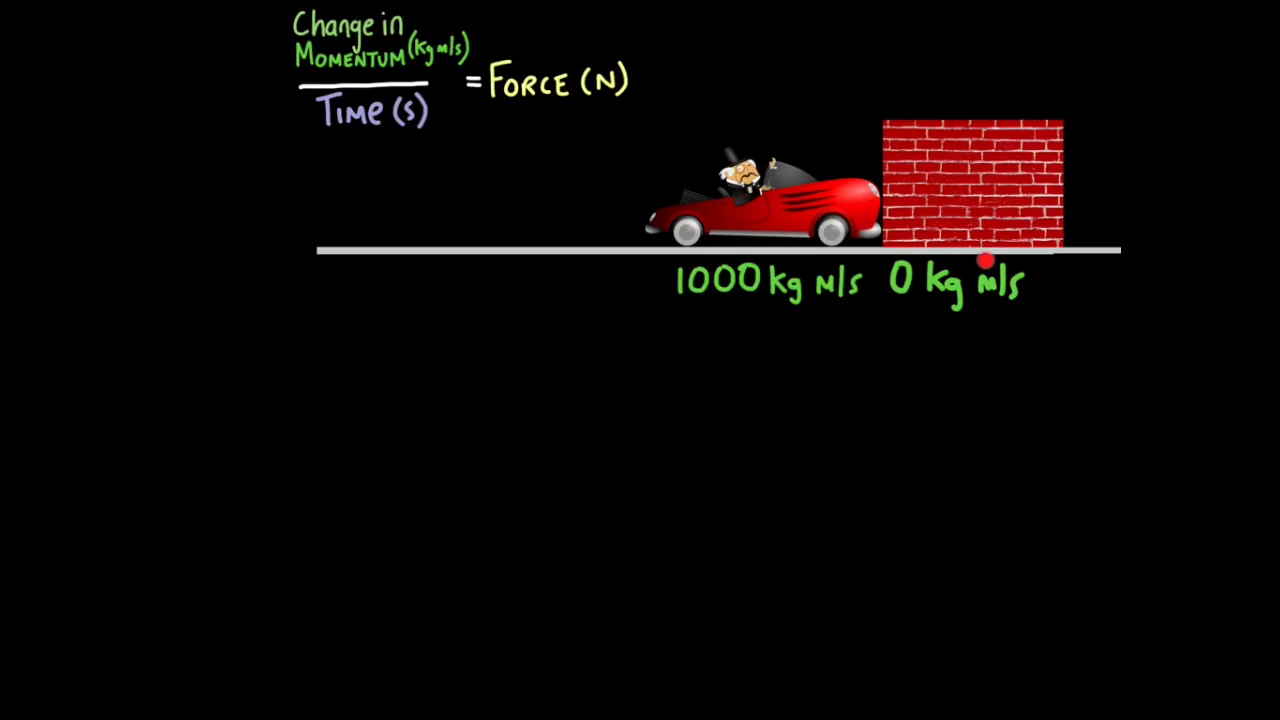 Change in
MOMENTUM (kg m/s)
TIME (s)
= FORCE (N)
1000 kg m/s 0 kg m/s